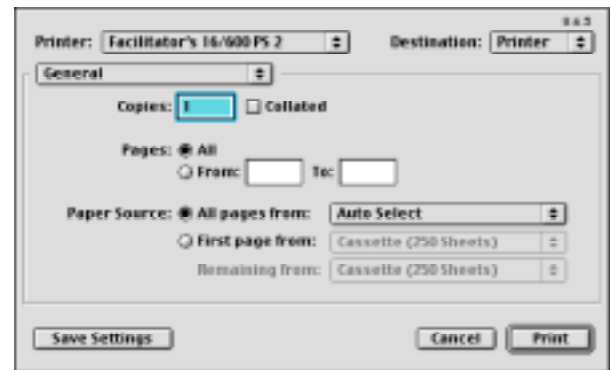 8.6.5
Printer: Facilitator's 16/600 PS 2 Destination: Printer
General
Copies: 1 Collated
Pages: All
From: To:
Paper Source: All pages from: Auto Select
First page from: Cassette (250 Sheets)
Remaining from: Cassette (250 Sheets)
Save Settings Cancel Print